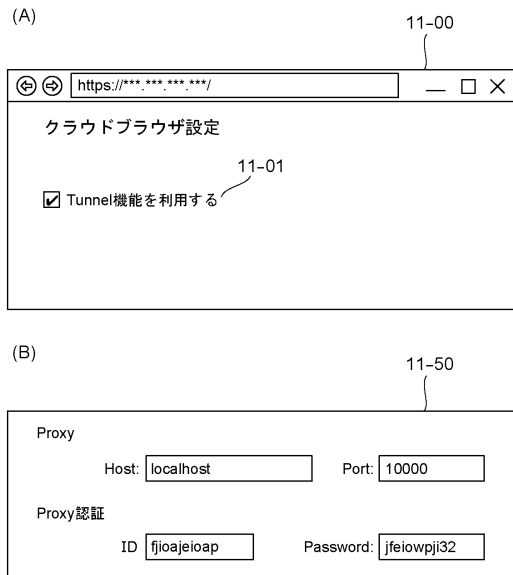 (A)
11-00
https://***.***.***.***/
クラウドブラウザ設定
11-01
Tunnel機能を利用する
(B)
11-50
Proxy
Host: localhost Port: 10000
Proxy認証
ID fjioajeioap Password: jfeiowpji32